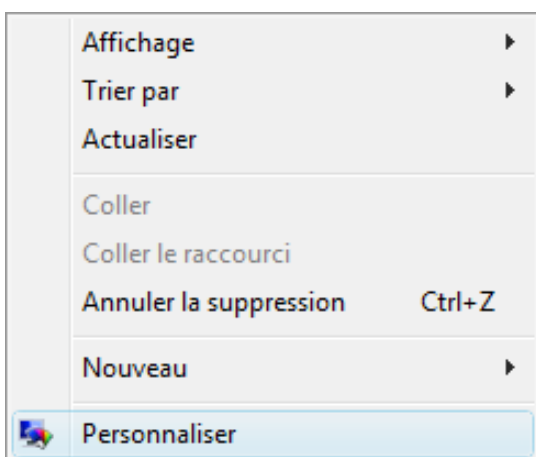 Affichage
Trier par
Actualiser
Coller
Coller le raccourci
Annuler la suppression Ctrl+Z
Nouveau
Personnaliser